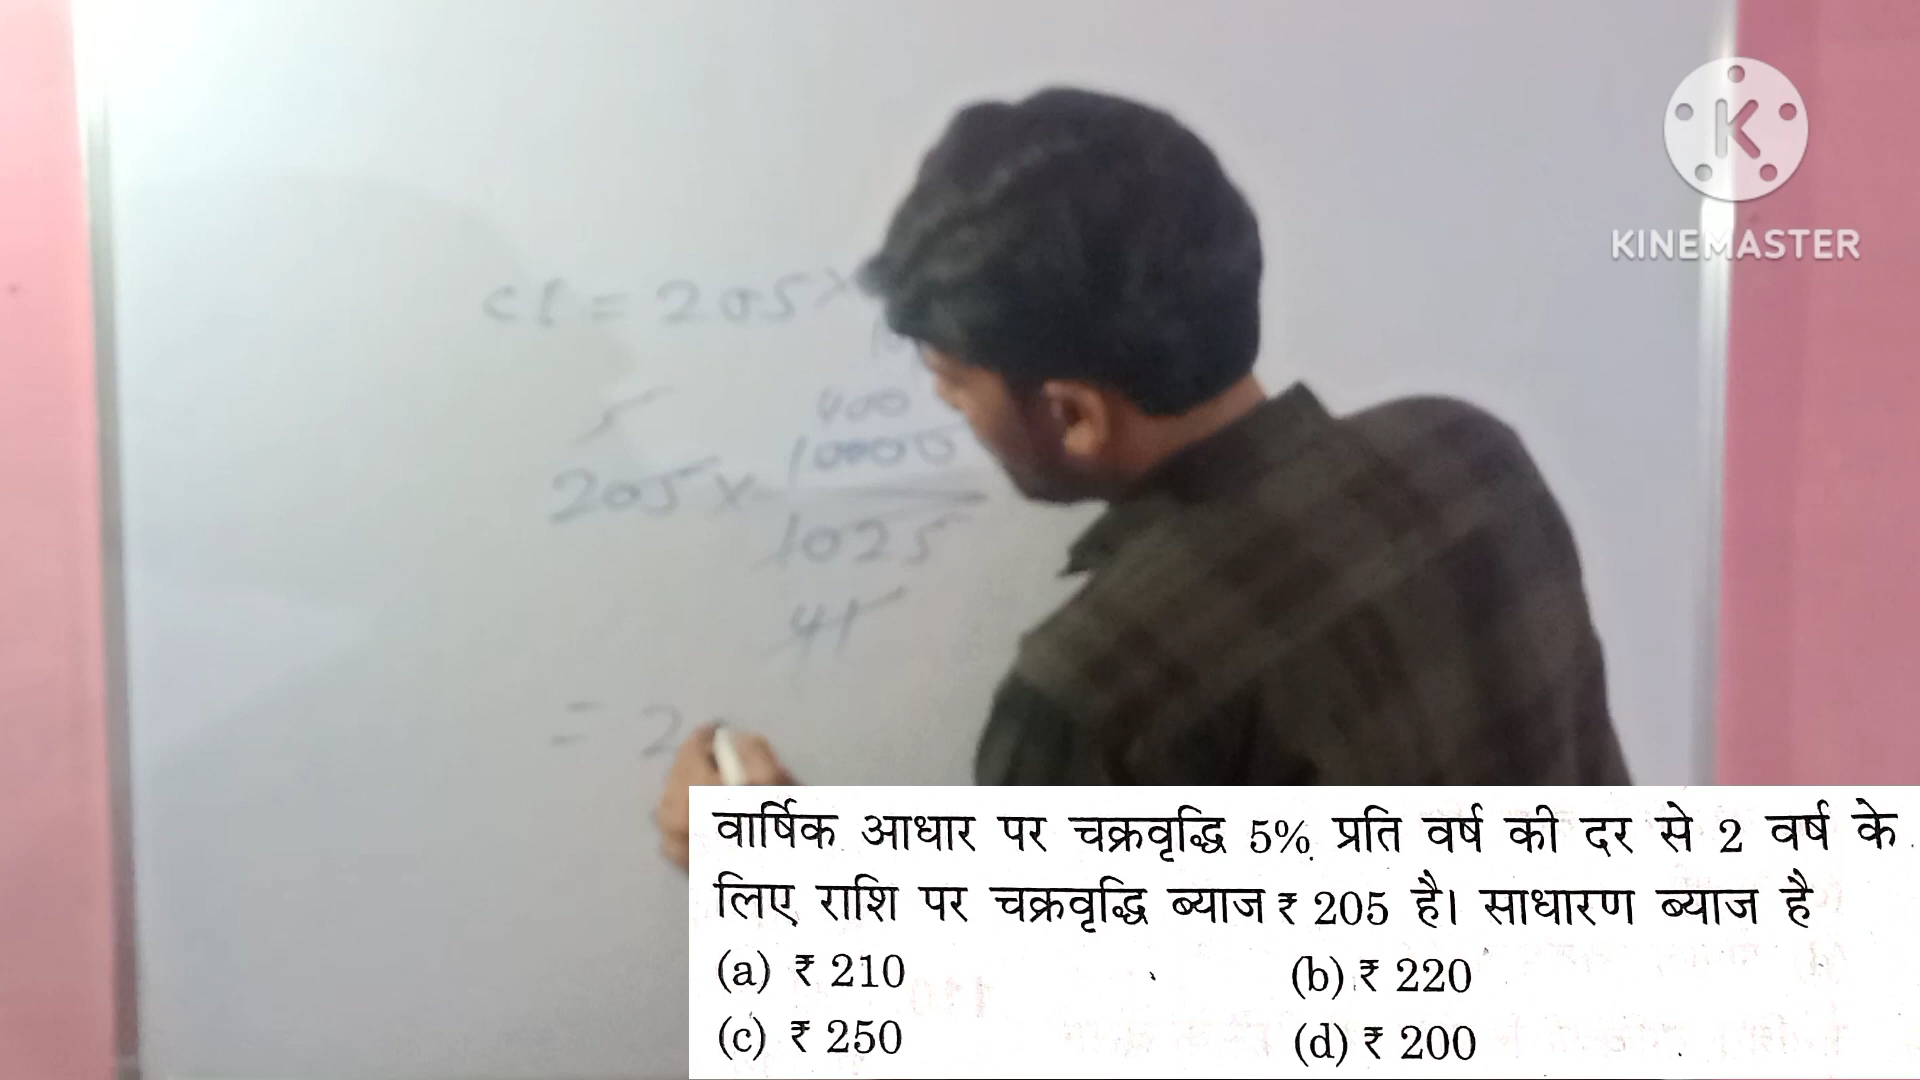 KINEMASTER
CI = 205 ×
400
205 × 10000
1025
41
= 2
वार्षिक आधार पर चक्रवृद्धि 5% प्रति वर्ष की दर से 2 वर्ष के
लिए राशि पर चक्रवृद्धि ब्याज ₹ 205 है। साधारण ब्याज है
(a) ₹ 210
(b) ₹ 220
(c) ₹ 250
(d) ₹ 200